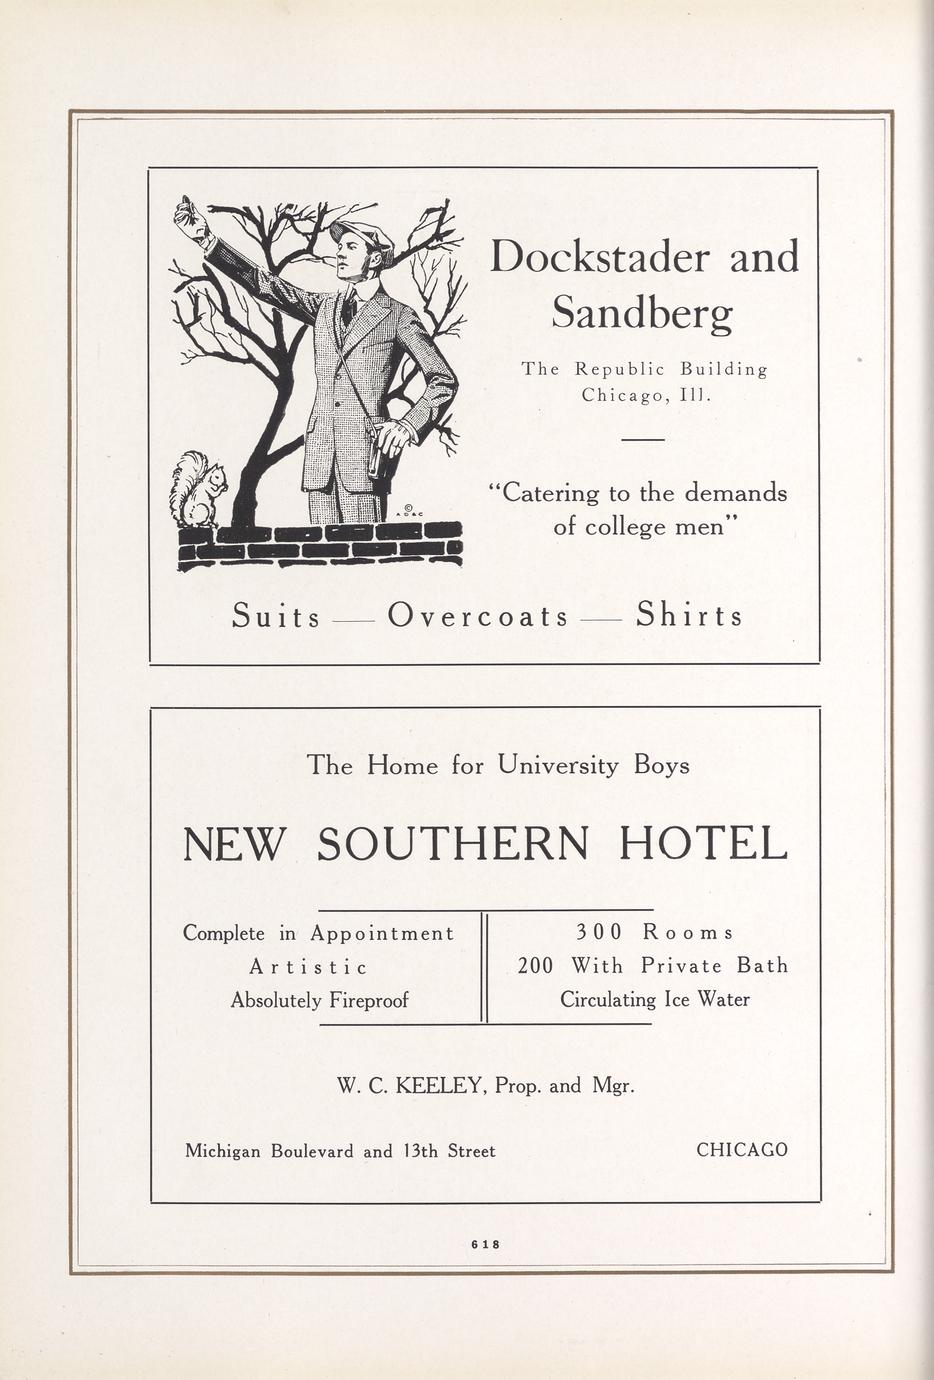 Dockstader and
Sandberg
The Republic Building
Chicago, Ill.
“Catering to the demands
of college men”
©
Suits — Overcoats — Shirts
The Home for University Boys
NEW SOUTHERN HOTEL
Complete in Appointment
Artistic
Absolutely Fireproof
300 Rooms
200 With Private Bath
Circulating Ice Water
W. C. KEELEY, Prop. and Mgr.
Michigan Boulevard and 13th Street CHICAGO
618